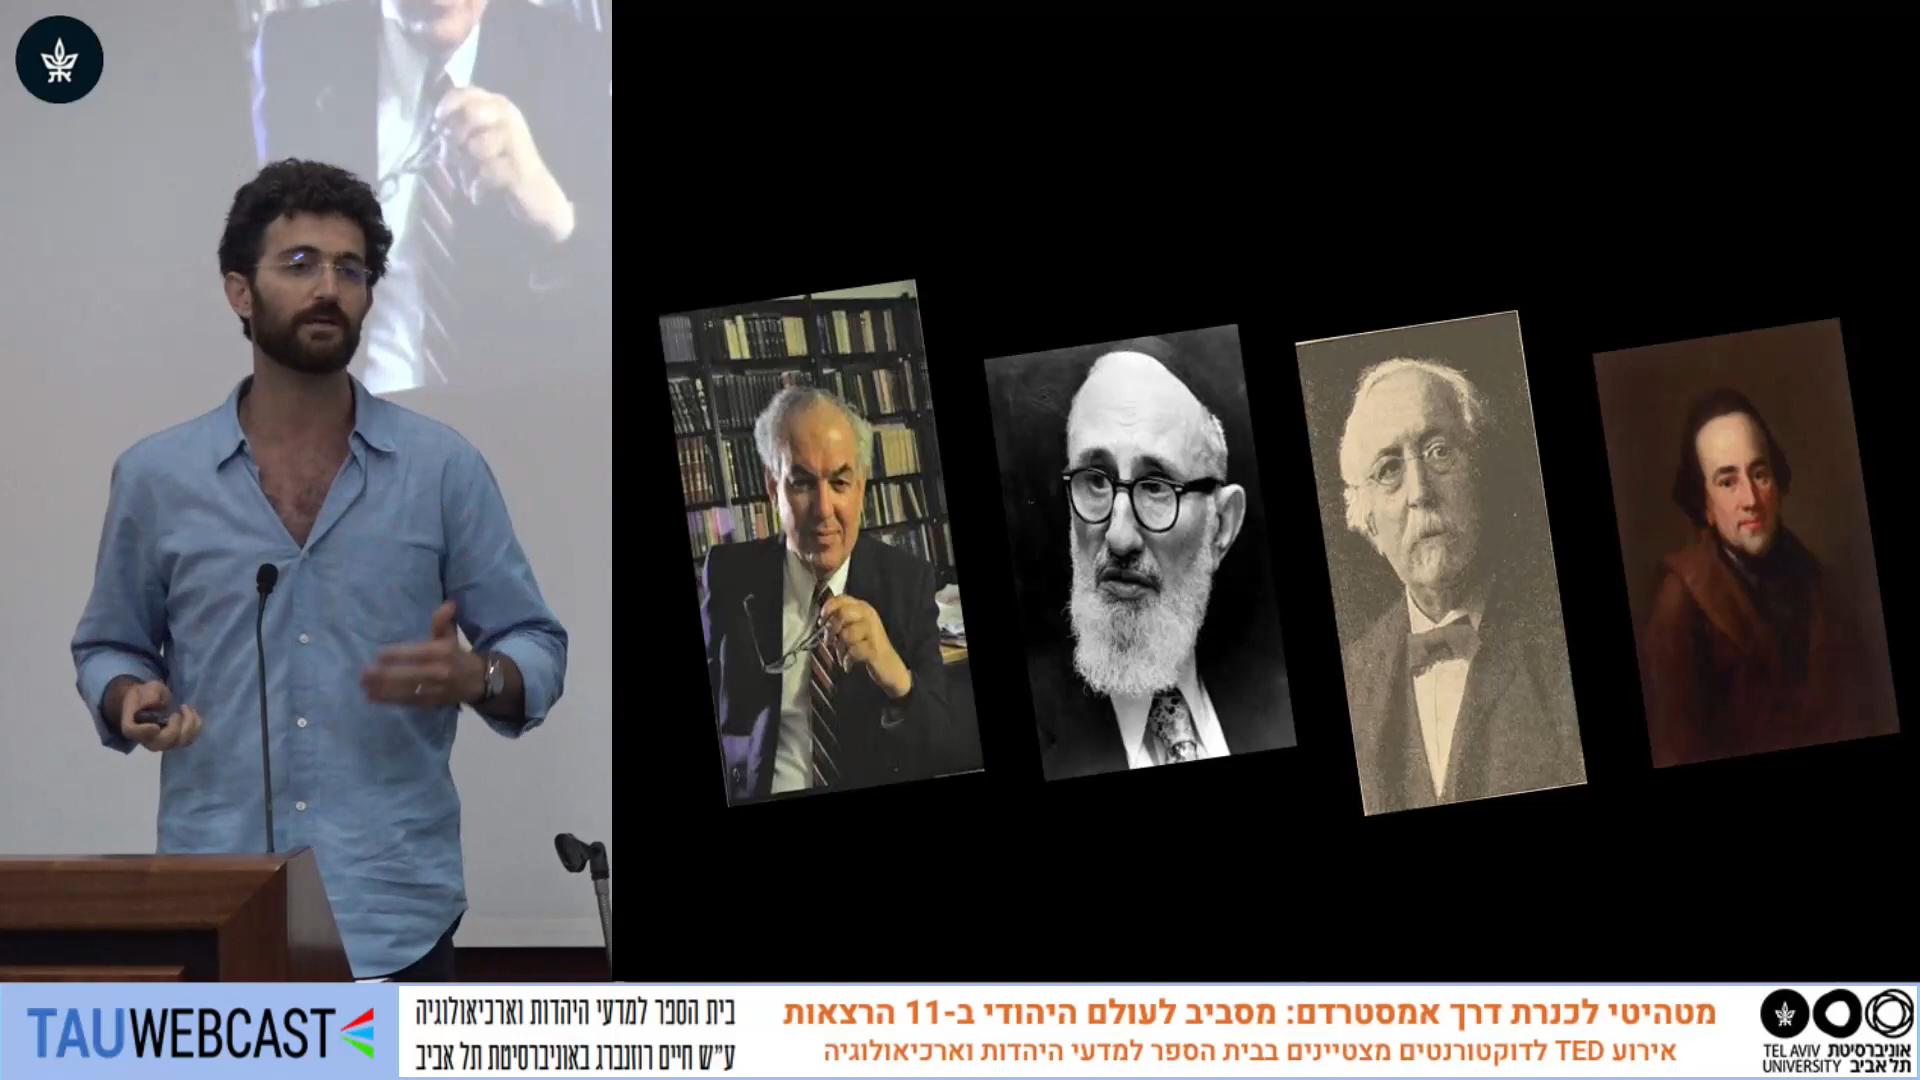 את
TAUWEBCAST
בית הספר למדעי היהדות וארכיאולוגיה
ע"ש חיים רוזנברג באוניברסיטת תל אביב
מטהיטי לכנרת דרך אמסטרדם: מסביב לעולם היהודי ב-11 הרצאות
אירוע TED לדוקטורנטים מצטיינים בבית הספר למדעי היהדות וארכיאולוגיה
TEL AVIV אוניברסיטת
UNIVERSITY תל אביב